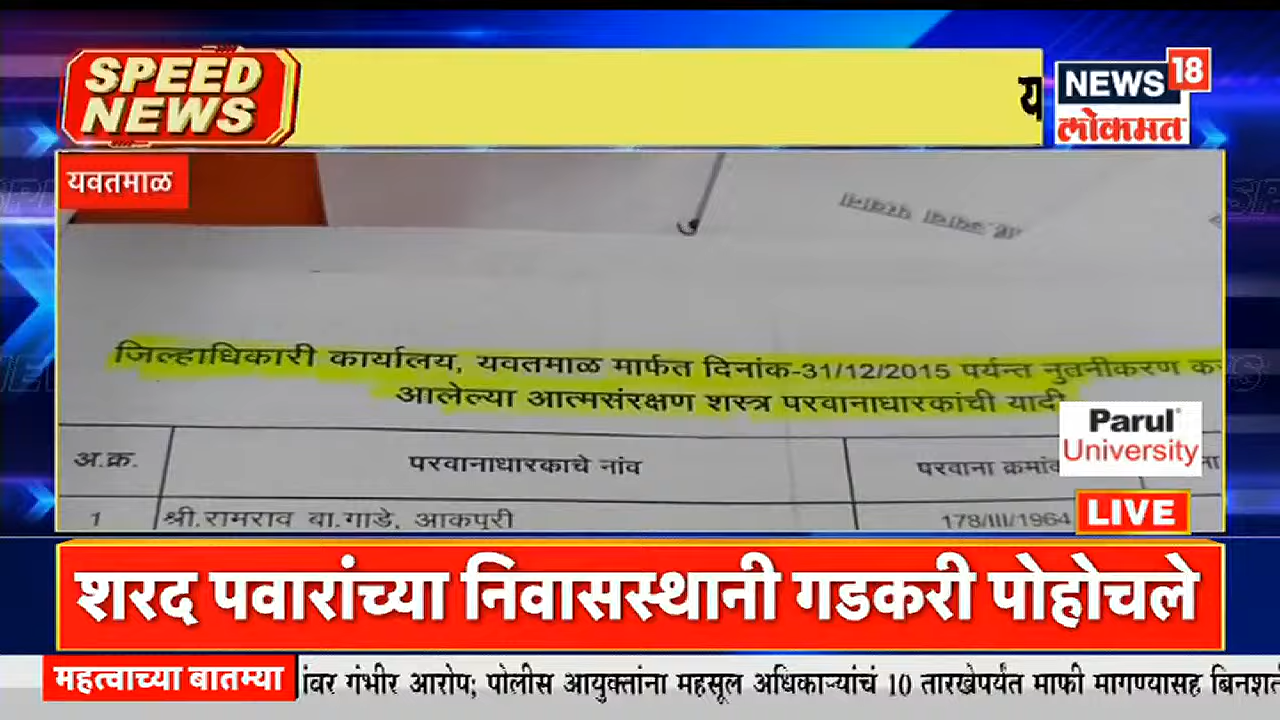 SPEED
NEWS
य
NEWS 18
लोकमत
यवतमाळ
जिल्हाधिकारी कार्यालय, यवतमाळ मार्फत दिनांक-31/12/2015 पर्यन्त नुतनीकरण
आलेल्या आत्मसंरक्षण शस्त्र परवानाधारकांची यादी
Parul
University
अ.क्र.
परवानाधारकाचे नांव
परवाना क्रमांक
1
श्री.रामराव बा.गाडे, आकपुरी
178/III/1964
LIVE
शरद पवारांच्या निवासस्थानी गडकरी पोहोचले
महत्वाच्या बातम्या
ांवर गंभीर आरोप; पोलीस आयुक्तांना महसूल अधिकाऱ्यांचं 10 तारखेपर्यंत माफी मागण्यासह बिनशर्त